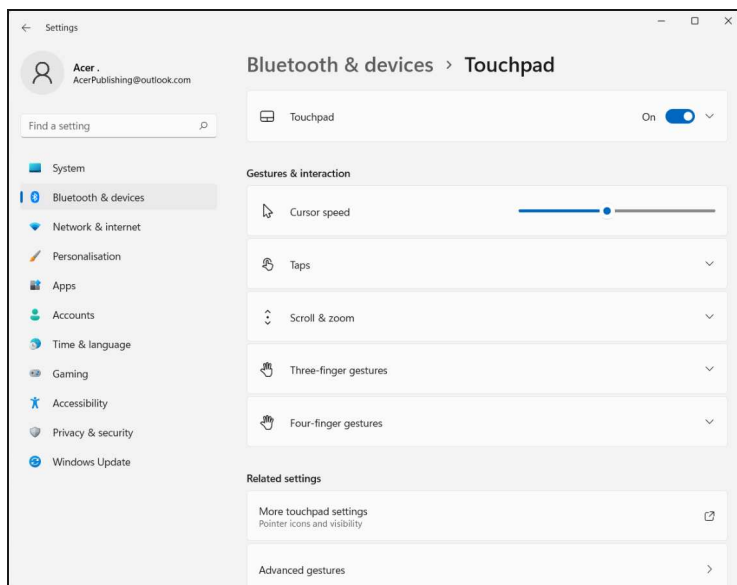 Settings
Acer .
AcerPublishing@outlook.com
Find a setting
System
Bluetooth & devices
Network & internet
Personalisation
Apps
Accounts
Time & language
Gaming
Accessibility
Privacy & security
Windows Update
Bluetooth & devices › Touchpad
Touchpad
On
Gestures & interaction
Cursor speed
Taps
Scroll & zoom
Three-finger gestures
Four-finger gestures
Related settings
More touchpad settings
Pointer icons and visibility
Advanced gestures